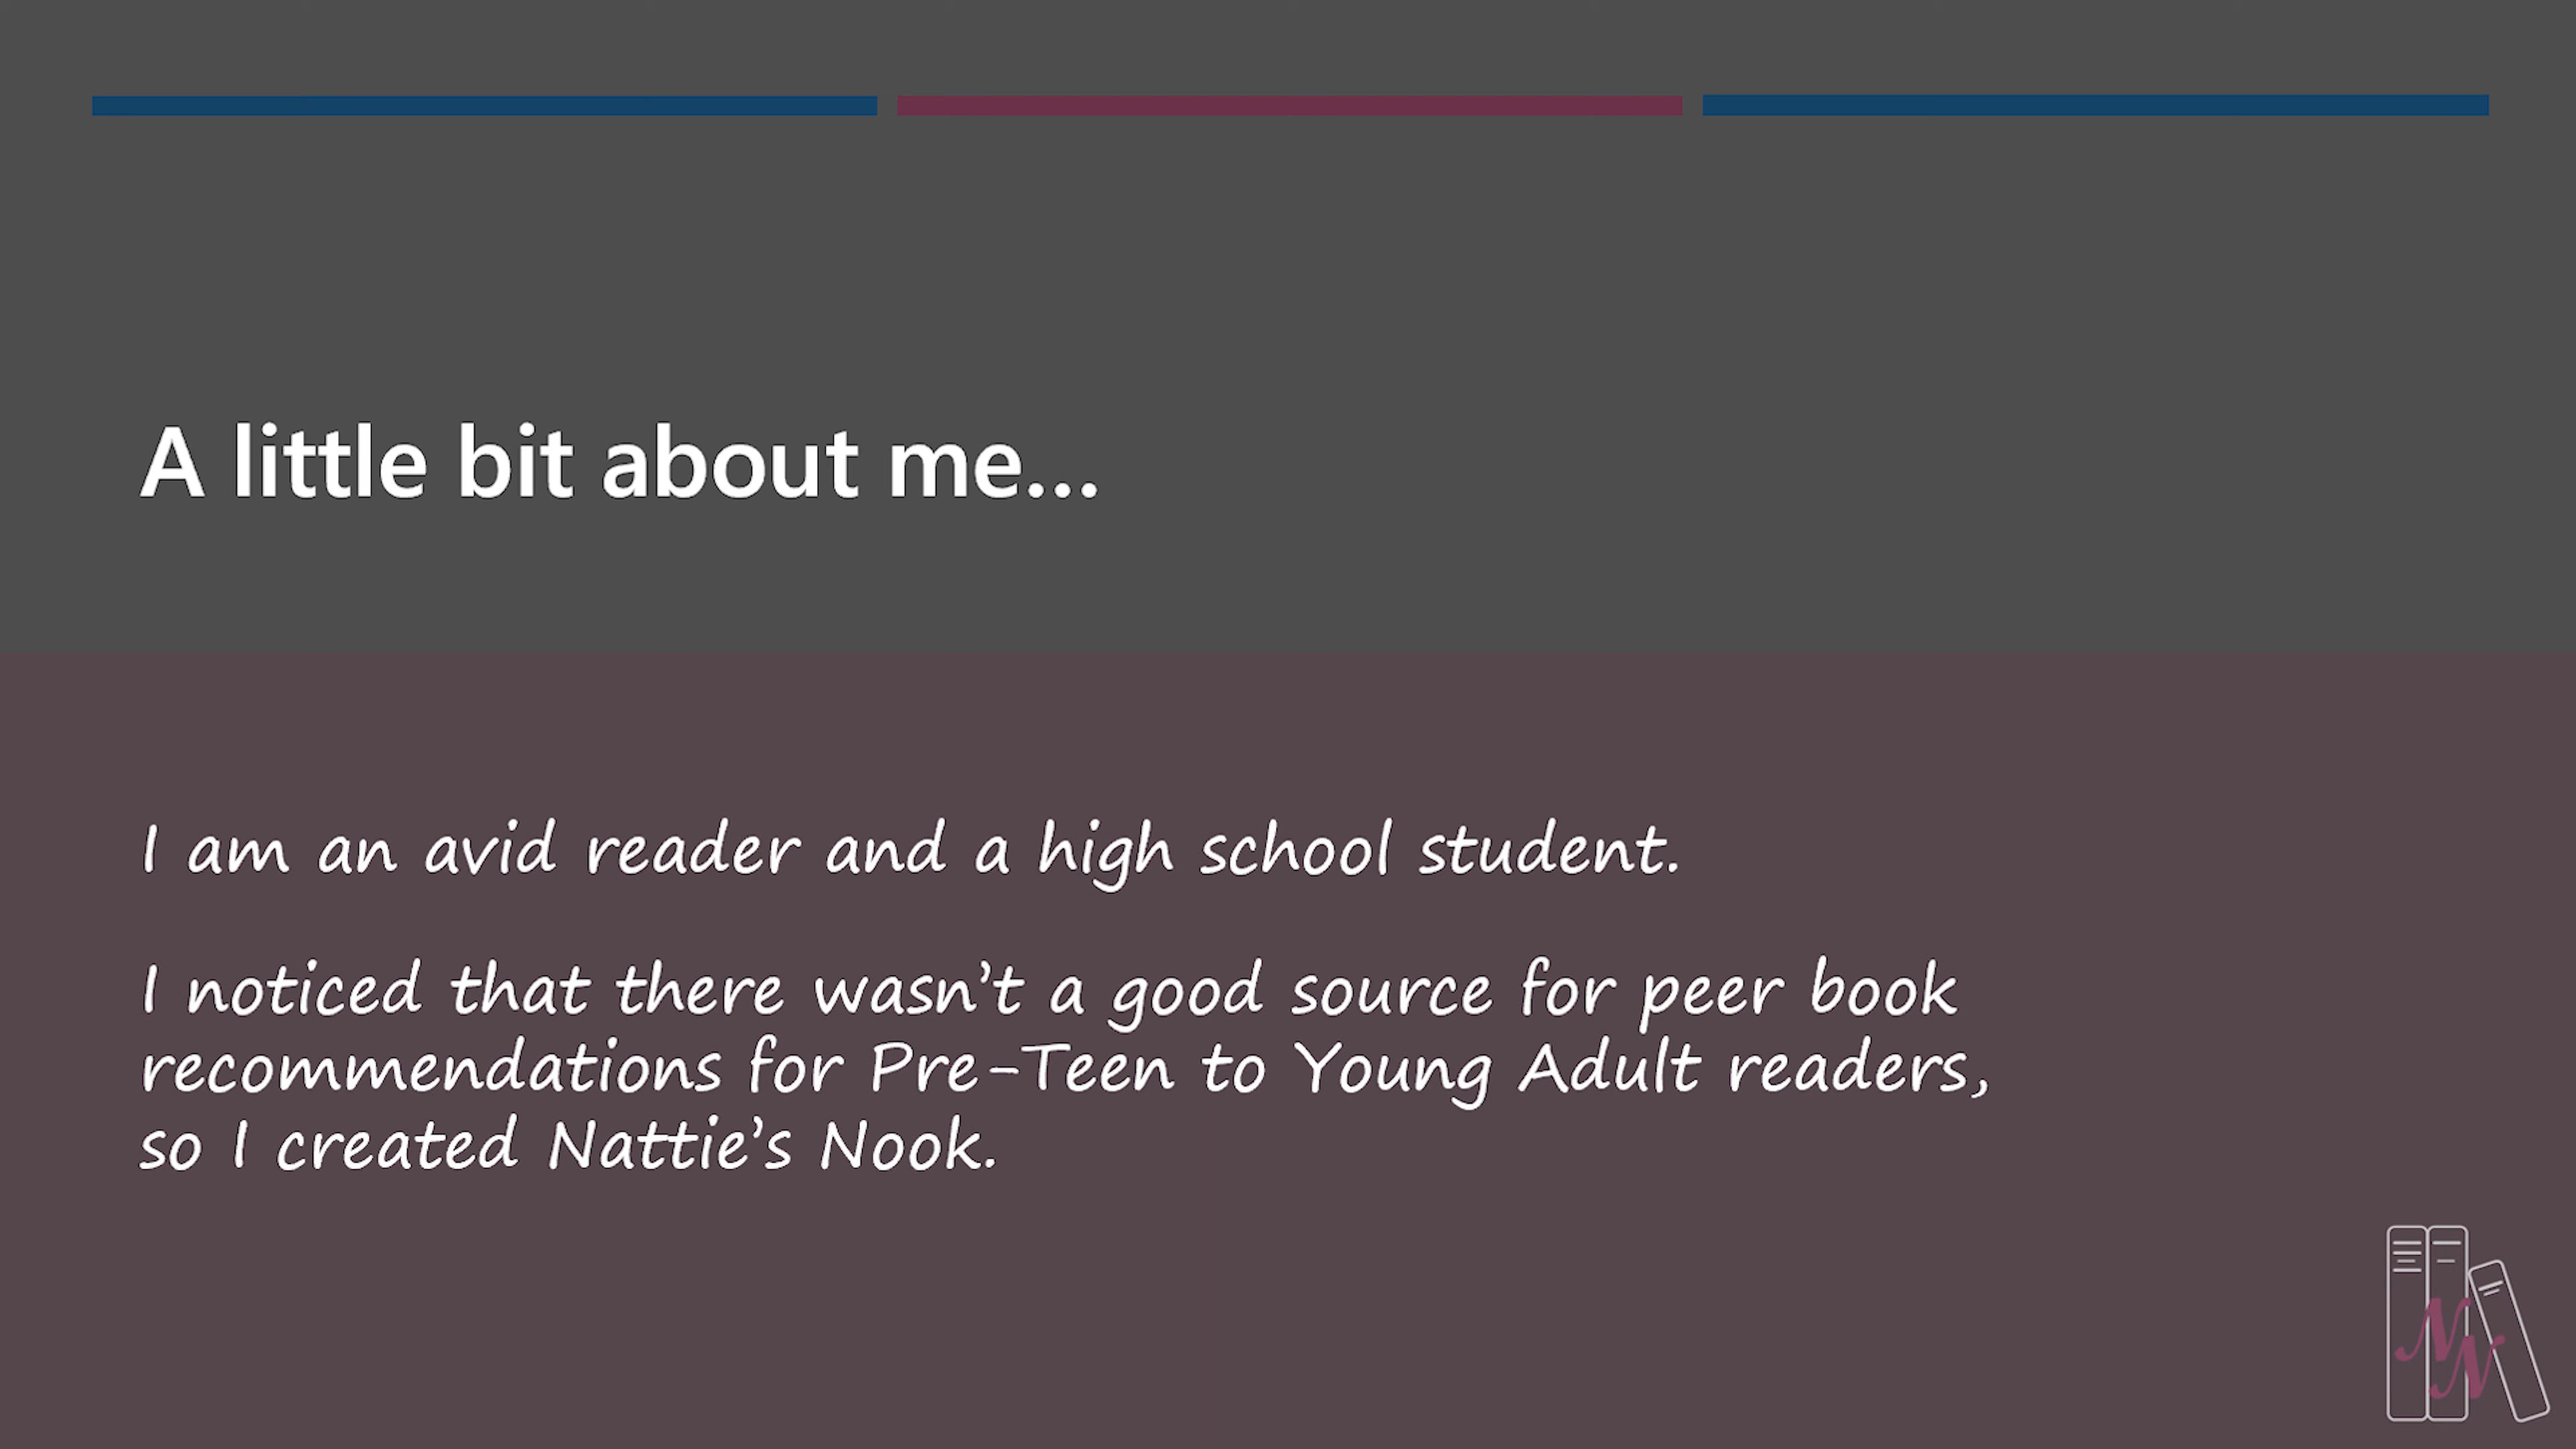 A little bit about me...
I am an avid reader and a high school student.
I noticed that there wasn't a good source for peer book
recommendations for Pre-Teen to Young Adult readers,
so I created Nattie's Nook.
NN